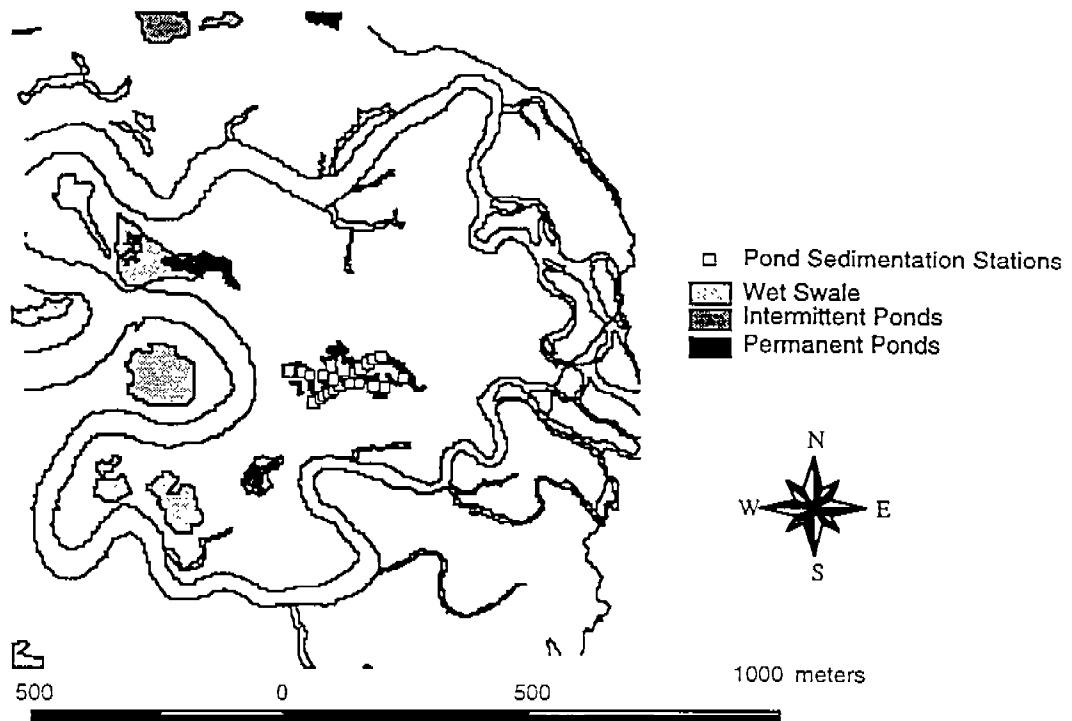 Pond Sedimentation Stations
Wet Swale
Intermittent Ponds
Permanent Ponds
N
W E
S
500 0 500 1000 meters